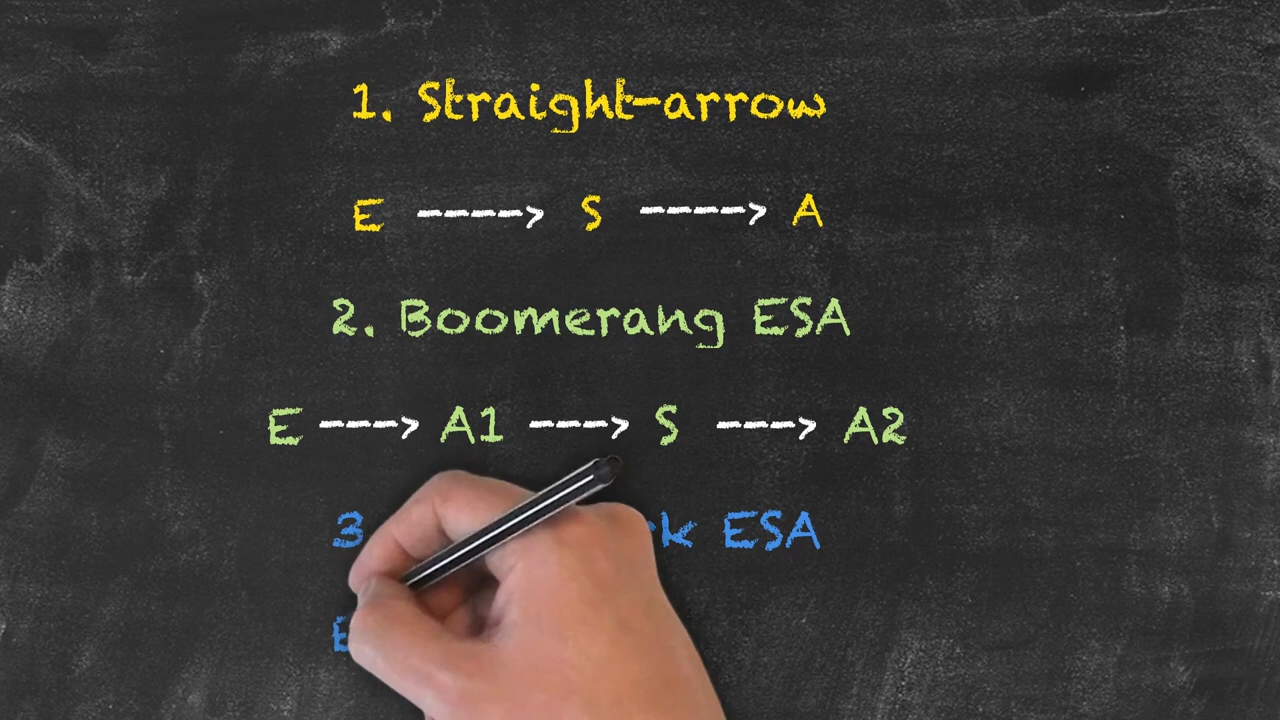 1. Straight-arrow
E ----> S ----> A
2. Boomerang ESA
E ---> A1 ---> S ---> A2
3 ESA
E